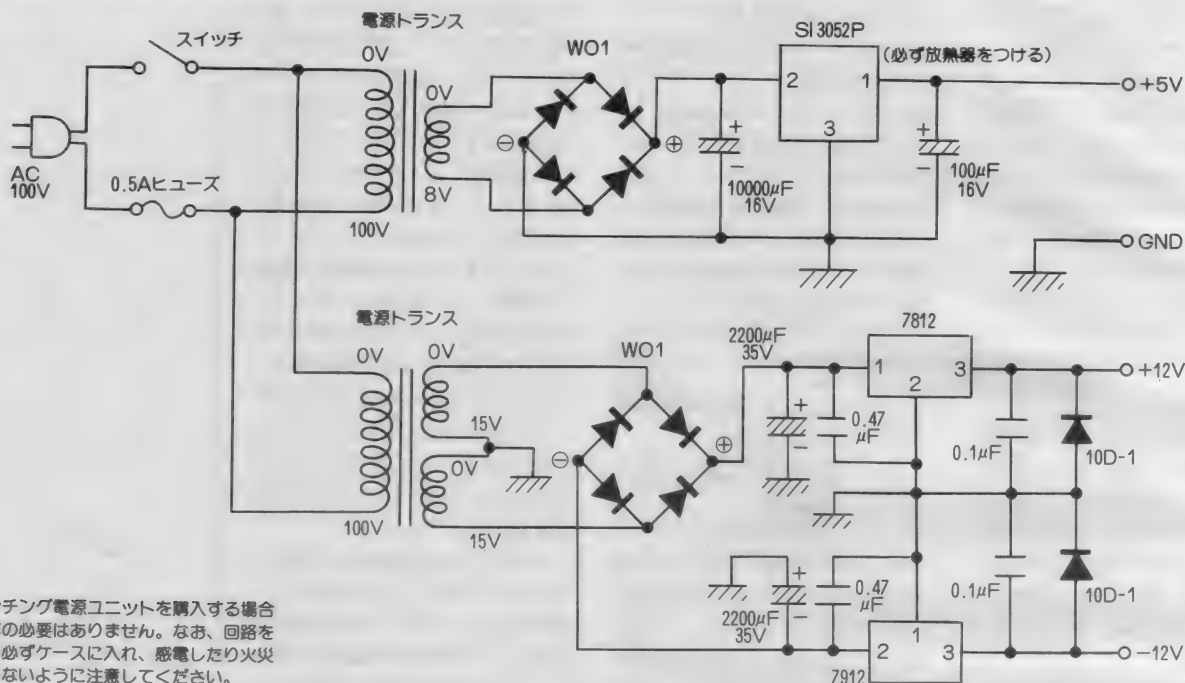 電源トランス
スイッチ
0V
AC
100V
0.5Aヒューズ
100V
0V
8V
WO1
⊖
⊕
+
−
10000μF
16V
SI3052P
(必ず放熱器をつける)
2
1
3
+
−
100μF
16V
+5V
GND
電源トランス
0V
100V
0V
15V
0V
15V
WO1
⊖
⊕
2200μF
35V
+
−
0.47
μF
7812
1
2
3
0.1μF
10D-1
+12V
+
−
2200μF
35V
0.47
μF
7912
2
1
3
0.1μF
10D-1
−12V
チング電源ユニットを購入する場合
の必要はありません。なお、回路を
必ずケースに入れ、感電したり火災
ないように注意してください。